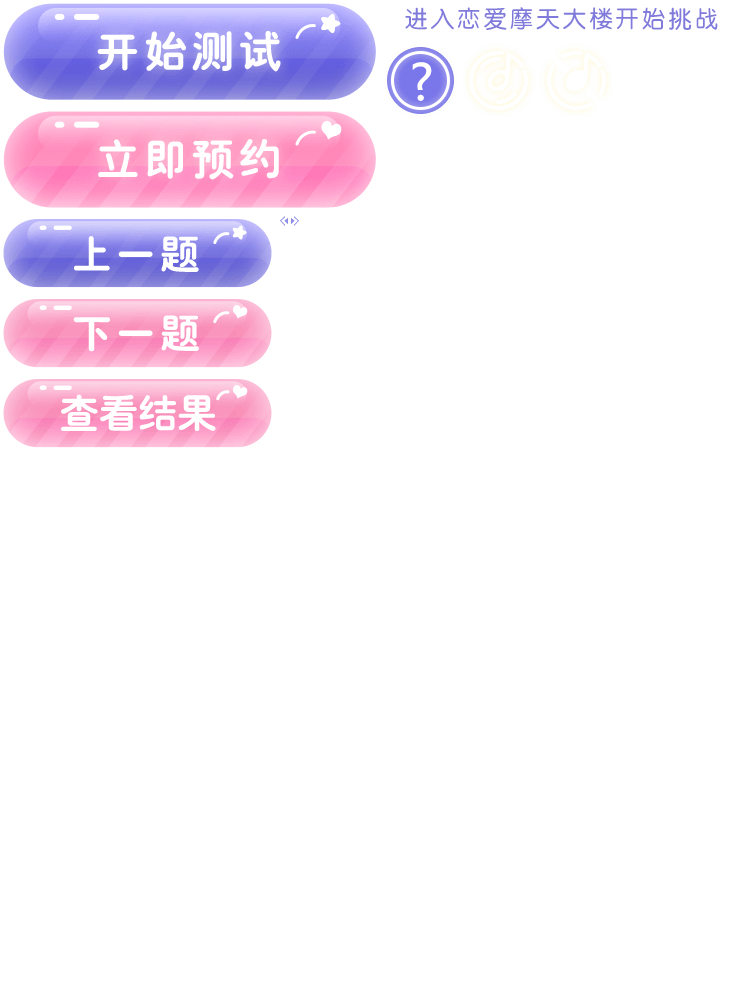 开始测试
进入恋爱摩天大楼开始挑战
?
立即预约
上一题
下一题
查看结果